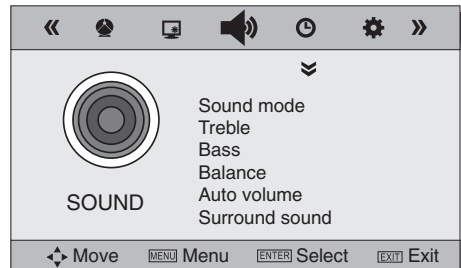 Sound mode
Treble
Bass
Balance
Auto volume
Surround sound
SOUND
Move MENU Menu ENTER Select EXIT Exit